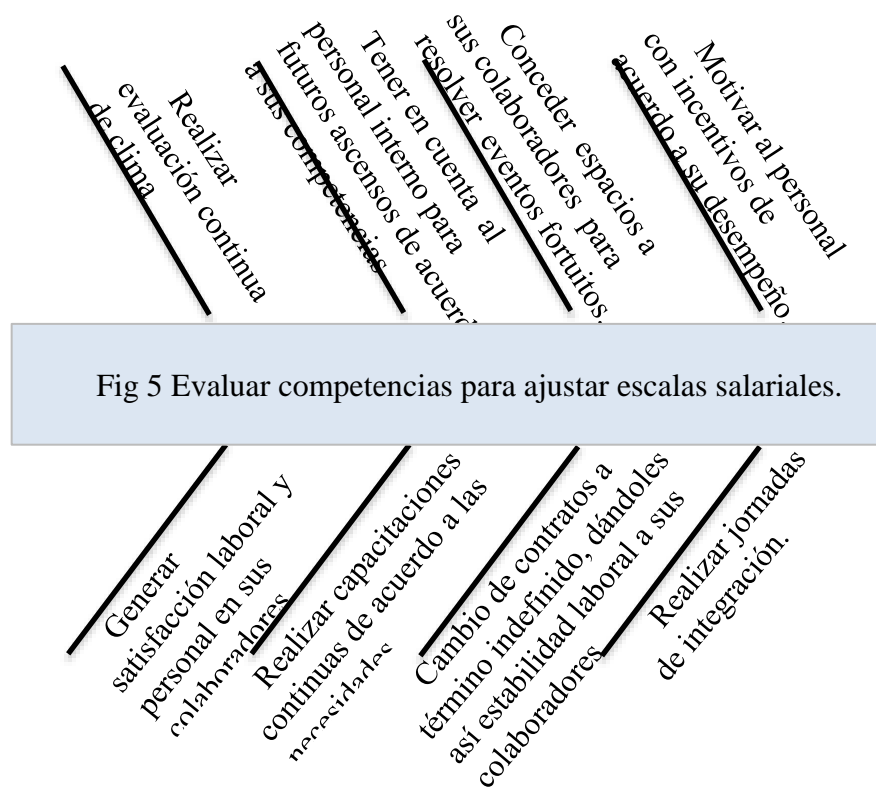 Realizar
evaluación continua
de clima
Tener en cuenta al
personal interno para
futuros ascensos de acuerdo
a sus competencias
Conceder espacios a
sus colaboradores para
resolver eventos fortuitos.
Motivar al personal
con incentivos de
acuerdo a su desempeño.
Fig 5 Evaluar competencias para ajustar escalas salariales.
Generar
satisfacción laboral y
personal en sus
colaboradores
Realizar capacitaciones
continuas de acuerdo a las
necesidades
Cambio de contratos a
término indefinido, dándoles
así estabilidad laboral a sus
colaboradores
Realizar jornadas
de integración.